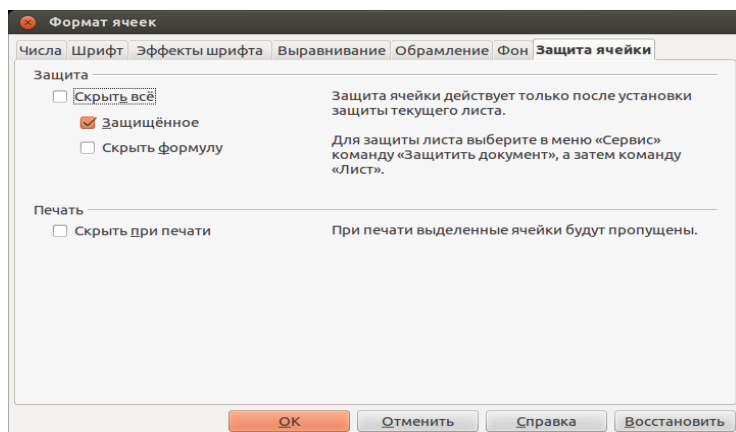 Формат ячеек
Числа Шрифт Эффекты шрифта Выравнивание Обрамление Фон Защита ячейки
Защита
Скрыть всё
Защищённое
Скрыть формулу
Защита ячейки действует только после установки
защиты текущего листа.
Для защиты листа выберите в меню «Сервис»
команду «Защитить документ», а затем команду
«Лист».
Печать
Скрыть при печати
При печати выделенные ячейки будут пропущены.
ОК Отменить Справка Восстановить